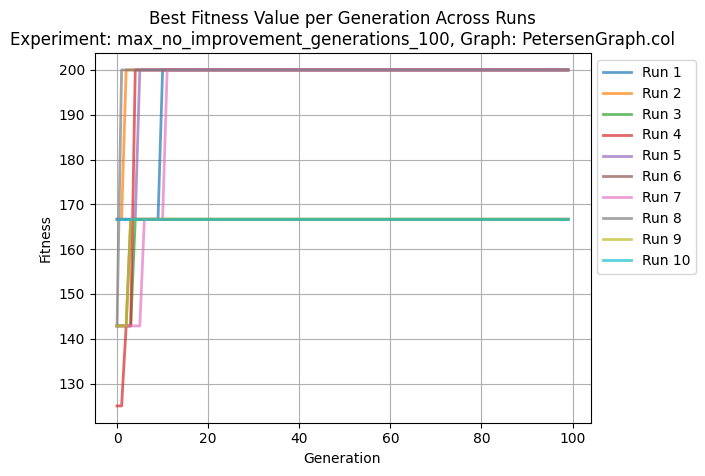 Best Fitness Value per Generation Across Runs
Experiment: max_no_improvement_generations_100, Graph: PetersenGraph.col
200
190
180
170
160
150
140
130
Fitness
0
20
40
60
80
100
Generation
Run 1
Run 2
Run 3
Run 4
Run 5
Run 6
Run 7
Run 8
Run 9
Run 10